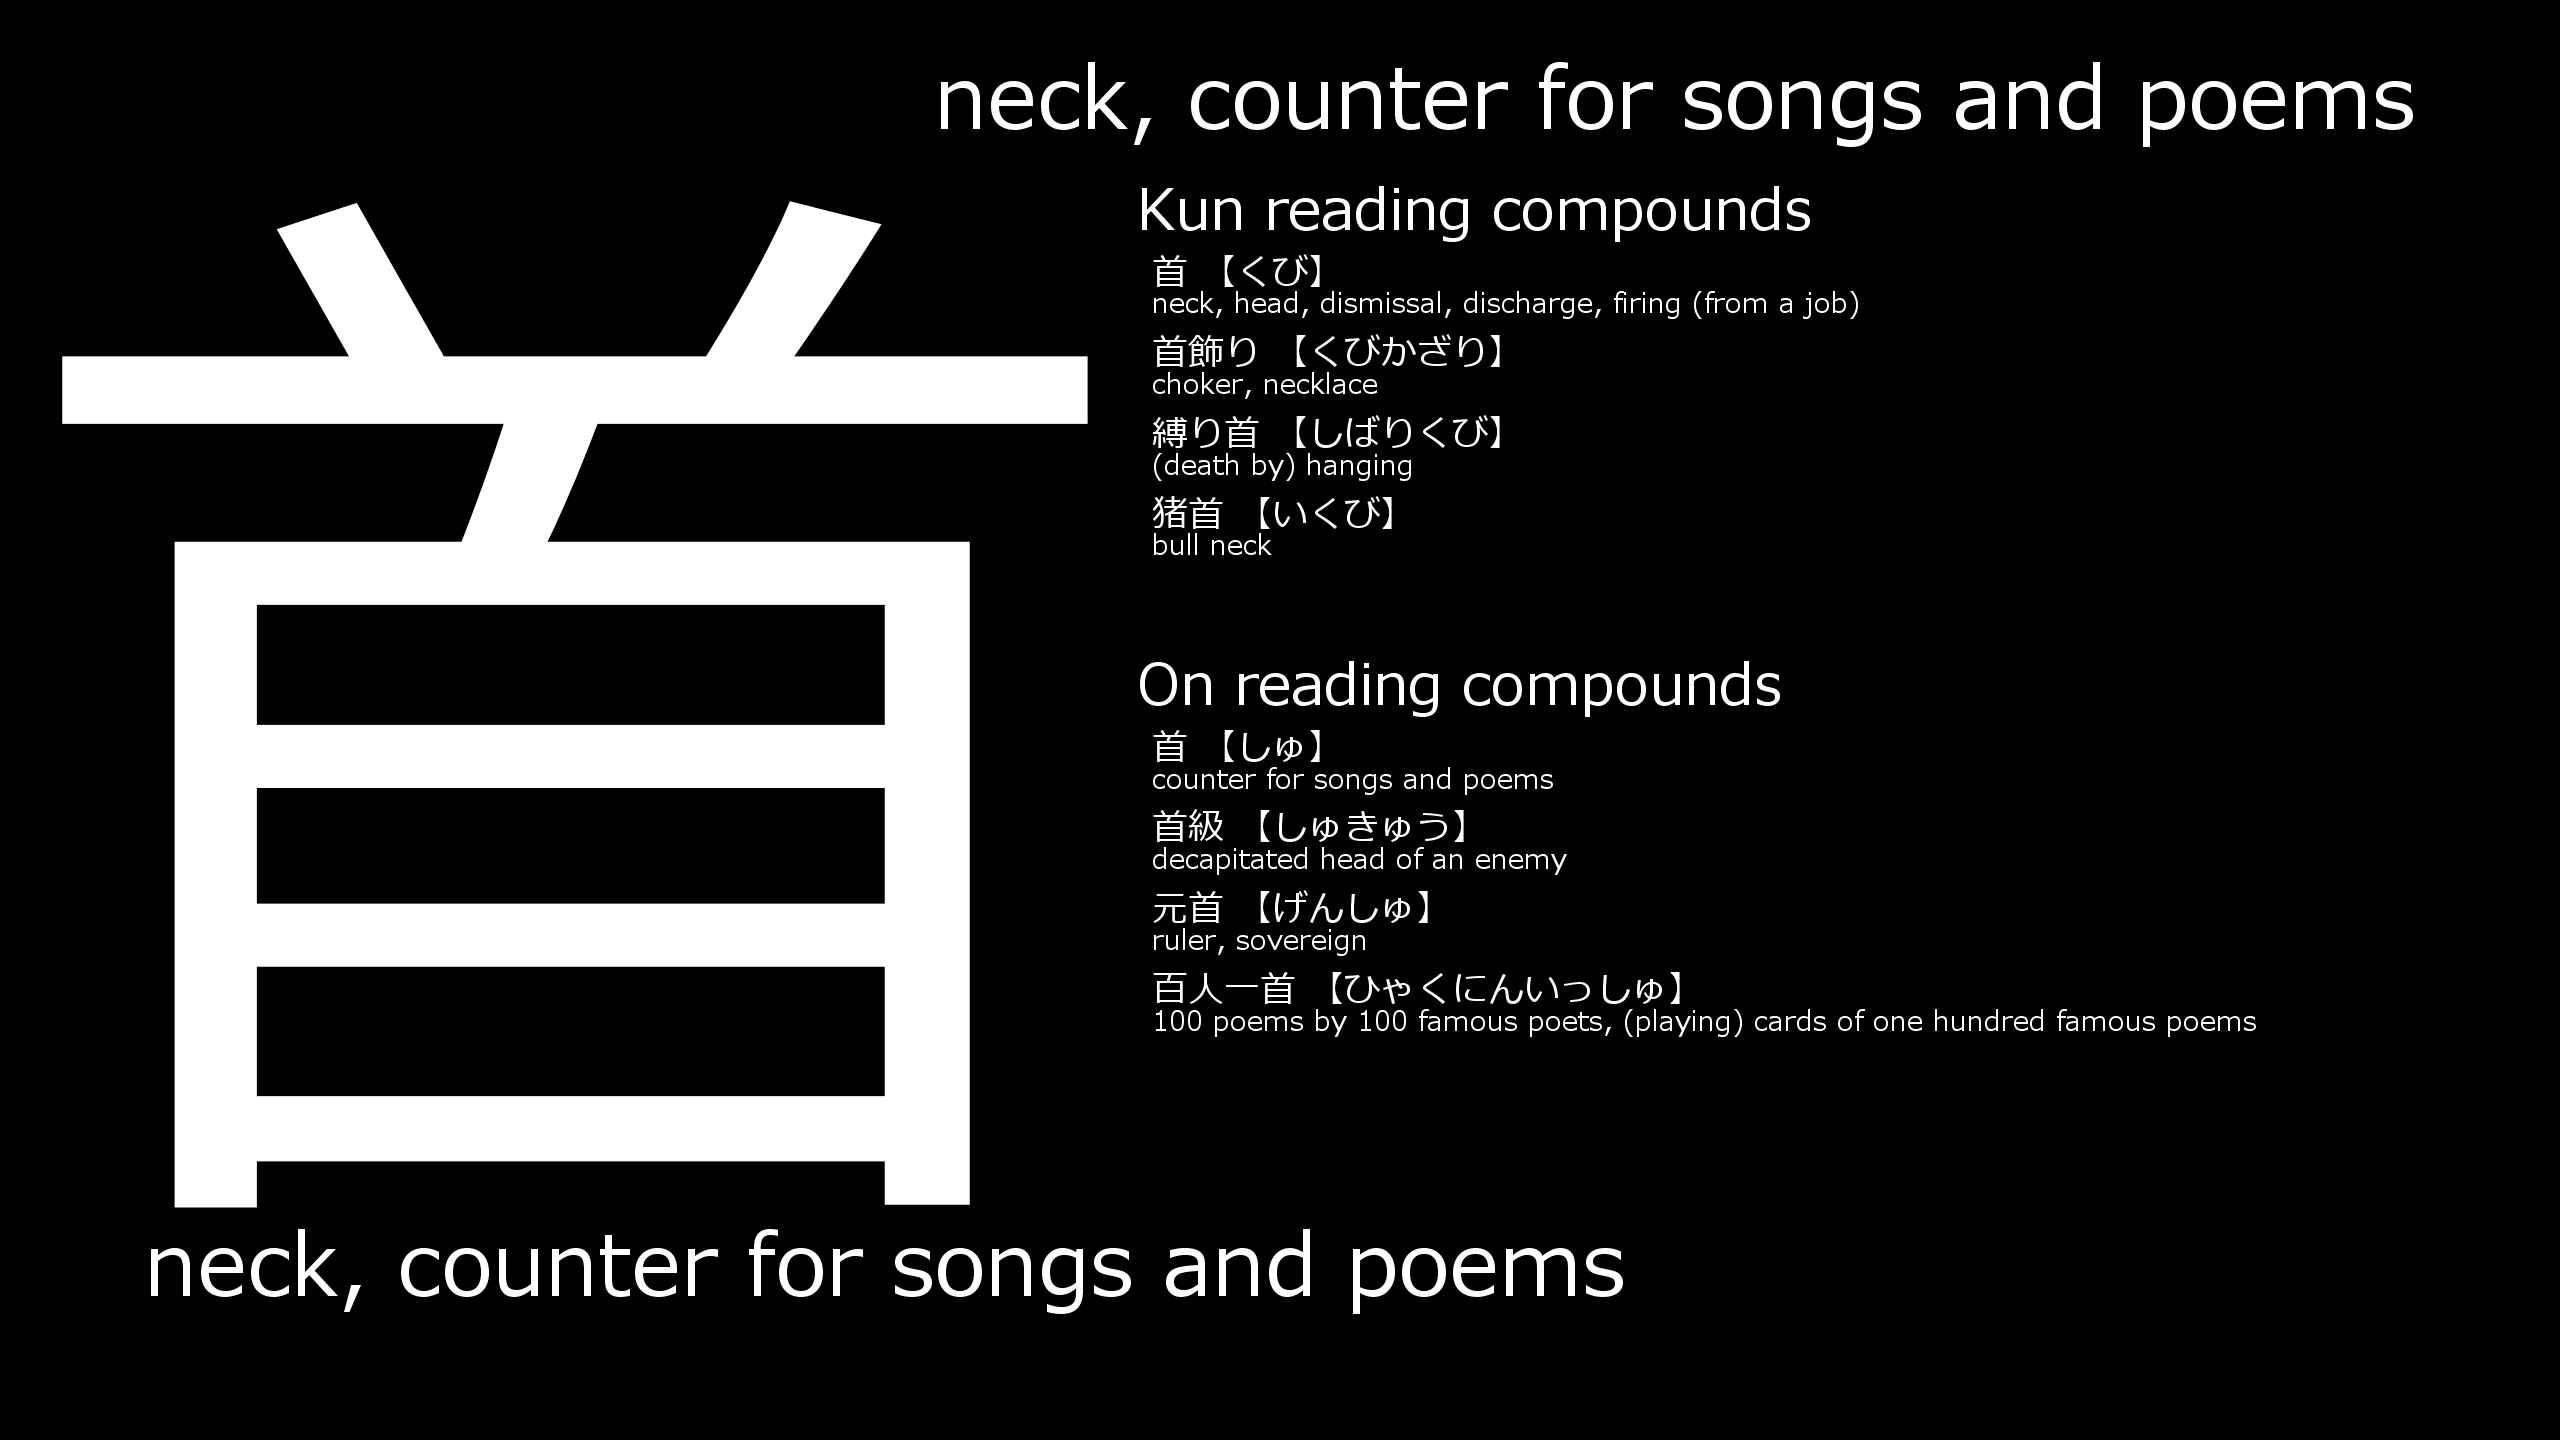 neck, counter for songs and poems
首
Kun reading compounds
首 【くび】
neck, head, dismissal, discharge, firing (from a job)
首飾り 【くびかざり】
choker, necklace
縛り首 【しばりくび】
(death by) hanging
猪首 【いくび】
bull neck
On reading compounds
首 【しゅ】
counter for songs and poems
首級 【しゅきゅう】
decapitated head of an enemy
元首 【げんしゅ】
ruler, sovereign
百人一首 【ひゃくにんいっしゅ】
100 poems by 100 famous poets, (playing) cards of one hundred famous poems
neck, counter for songs and poems